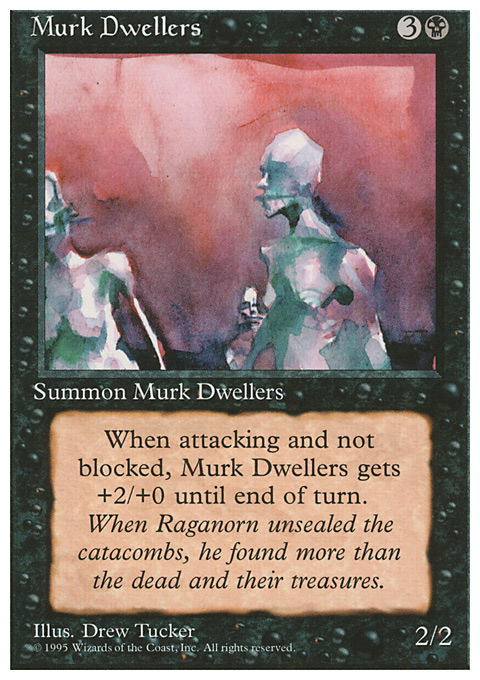 Murk Dwellers 3
Summon Murk Dwellers
When attacking and not
blocked, Murk Dwellers gets
+2/+0 until end of turn.
When Raganorn unsealed the
catacombs, he found more than
the dead and their treasures.
Illus. Drew Tucker
© 1995 Wizards of the Coast, Inc. All rights reserved.
2/2